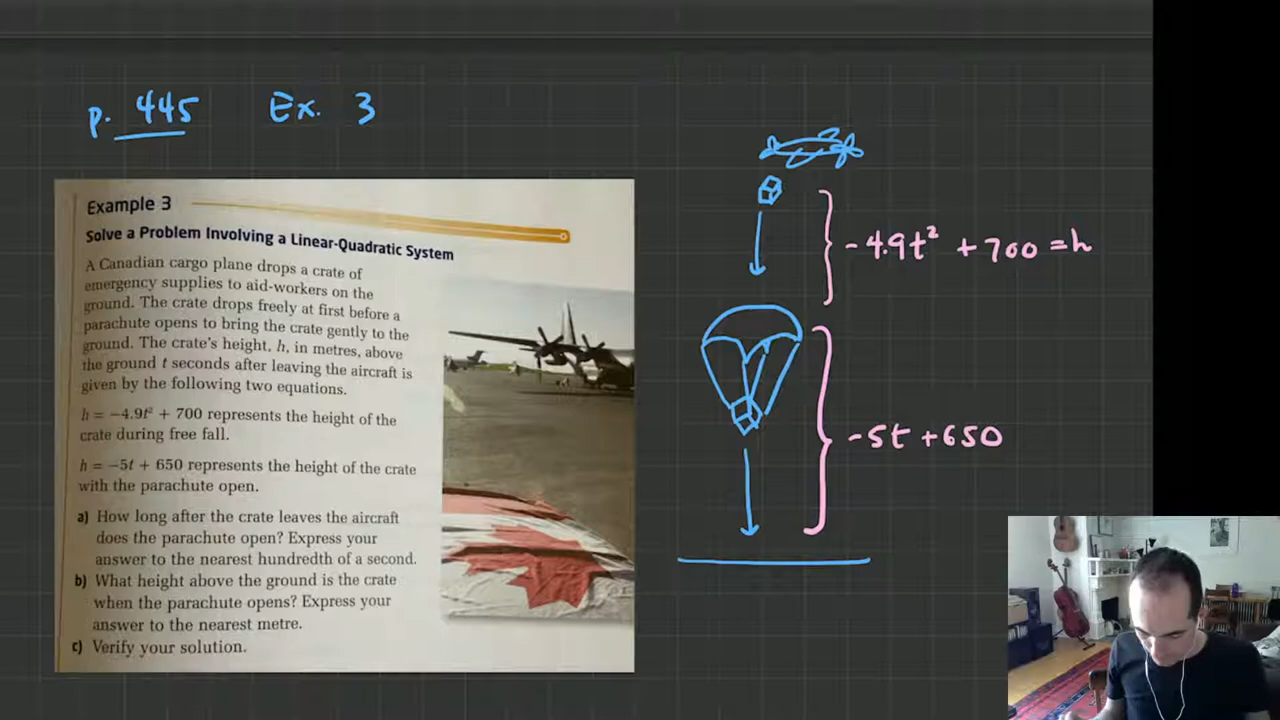 p. 445 Ex. 3
Example 3
Solve a Problem Involving a Linear-Quadratic System
A Canadian cargo plane drops a crate of
emergency supplies to aid-workers on the
ground. The crate drops freely at first before a
parachute opens to bring the crate gently to the
ground. The crate's height, h, in metres, above
the ground t seconds after leaving the aircraft is
given by the following two equations.
h = −4.9t² + 700 represents the height of the
crate during free fall.
h = −5t + 650 represents the height of the crate
with the parachute open.
a) How long after the crate leaves the aircraft
does the parachute open? Express your
answer to the nearest hundredth of a second.
b) What height above the ground is the crate
when the parachute opens? Express your
answer to the nearest metre.
c) Verify your solution.
-4.9t² + 700 = h
-5t + 650